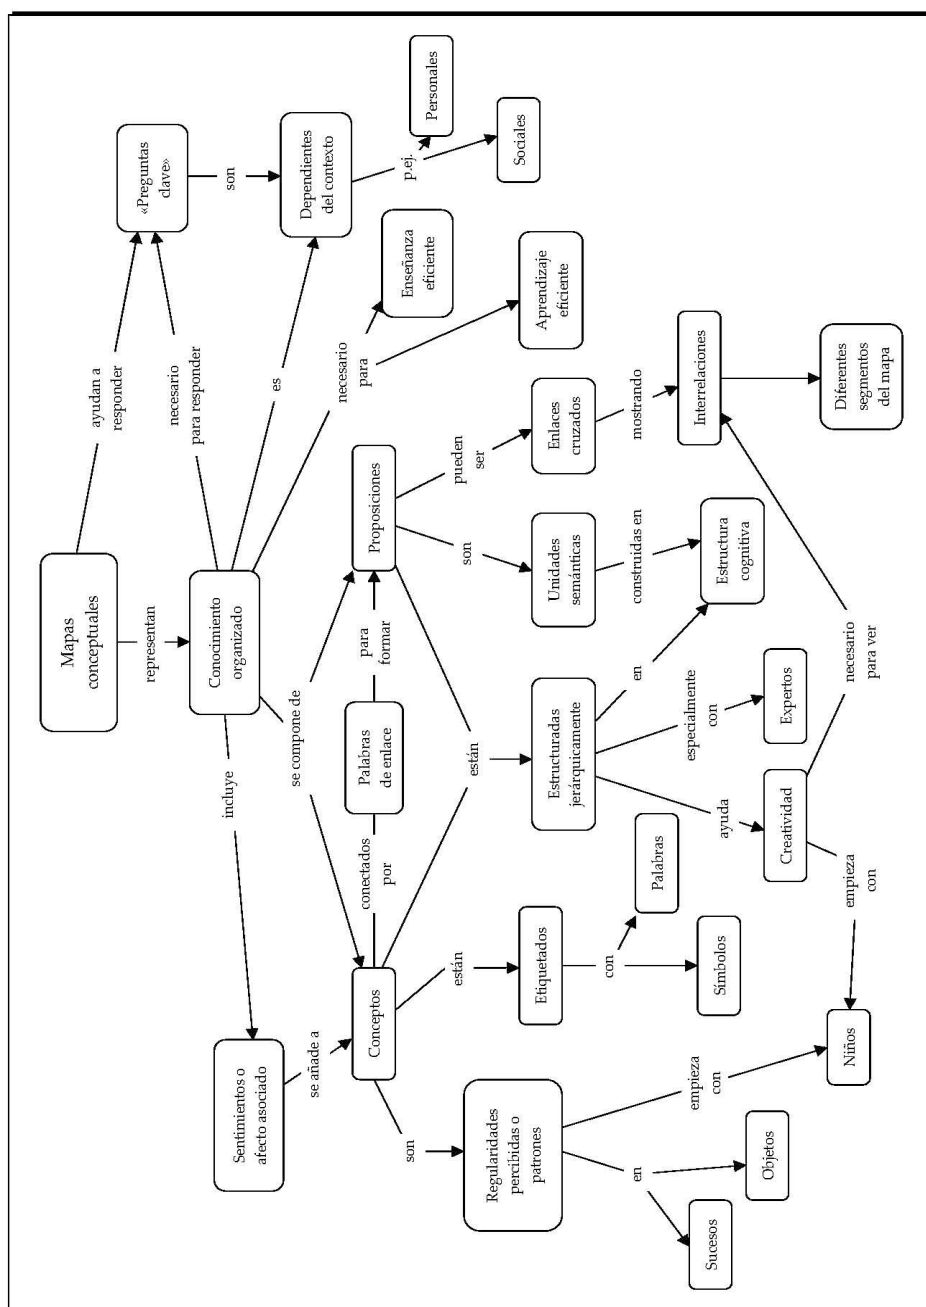 Mapas
conceptuales
representan
ayudan a
responder
«Preguntas
clave»
necesario
para responder
son
Conocimiento
organizado
incluye
Sentimientos o
afecto asociado
se compone de
es
Dependientes
del contexto
p.ej.
Personales
Sociales
necesario
para
Enseñanza
eficiente
Aprendizaje
eficiente
se añade a
Conceptos
conectados
por
Palabras
de enlace
para
formar
Proposiciones
son
Regularidades
percibidas o
patrones
están
Etiquetados
están
Estructuradas
jerárquicamente
son
Unidades
semánticas
pueden
ser
Enlaces
cruzados
en
Sucesos
Objetos
empieza
con
Niños
con
Palabras
Símbolos
ayuda
Creatividad
especialmente
con
Expertos
en
construidas en
Estructura
cognitiva
mostrando
Interrelaciones
empieza
con
necesario
para ver
Diferentes
segmentos
del mapa